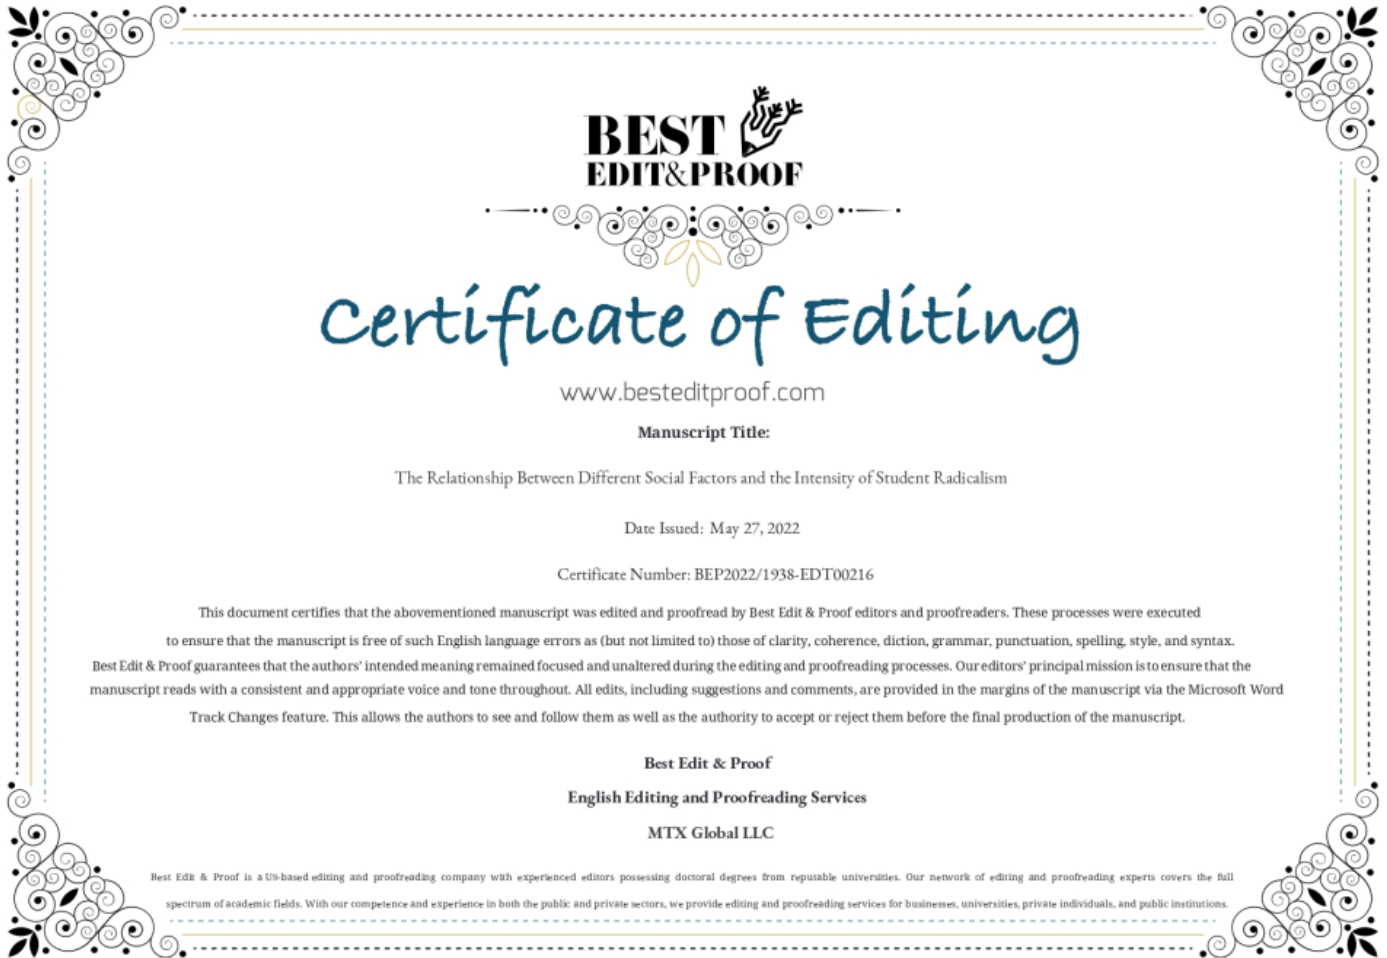 BEST
EDIT&PROOF
Certificate of Editing
www.besteditproof.com
Manuscript Title:
The Relationship Between Different Social Factors and the Intensity of Student Radicalism
Date Issued: May 27, 2022
Certificate Number: BEP2022/1938-EDT00216
This document certifies that the abovementioned manuscript was edited and proofread by Best Edit & Proof editors and proofreaders. These processes were executed
to ensure that the manuscript is free of such English language errors as (but not limited to) those of clarity, coherence, diction, grammar, punctuation, spelling, style, and syntax.
Best Edit & Proof guarantees that the authors' intended meaning remained focused and unaltered during the editing and proofreading processes. Our editors' principal mission is to ensure that the
manuscript reads with a consistent and appropriate voice and tone throughout. All edits, including suggestions and comments, are provided in the margins of the manuscript via the Microsoft Word
Track Changes feature. This allows the authors to see and follow them as well as the authority to accept or reject them before the final production of the manuscript.
Best Edit & Proof
English Editing and Proofreading Services
MTX Global LLC
Best Edit & Proof is a US-based editing and proofreading company with experienced editors possessing doctoral degrees from reputable universities. Our network of editing and proofreading experts covers the full
spectrum of academic fields. With our competence and experience in both the public and private sectors, we provide editing and proofreading services for businesses, universities, private individuals, and public institutions.